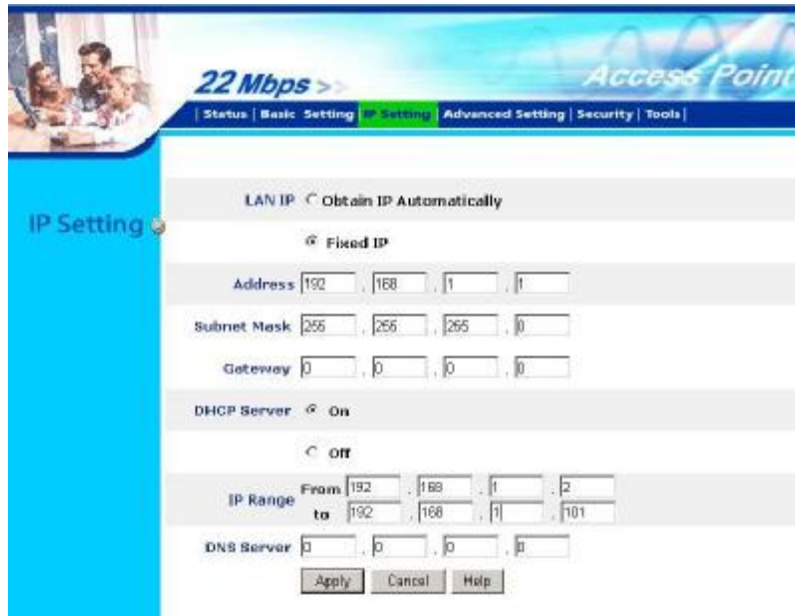 22 Mbps >>
Access Point
| Status | Basic Setting | IP Setting | Advanced Setting | Security | Tools |
IP Setting
LAN IP Obtain IP Automatically
Fixed IP
Address 192 . 168 . 1 . 1
Subnet Mask 255 . 255 . 255 . 0
Gateway 0 . 0 . 0 . 0
DHCP Server On
Off
IP Range From 192 . 168 . 1 . 2
to 192 . 168 . 1 . 101
DNS Server 0 . 0 . 0 . 0
Apply Cancel Help